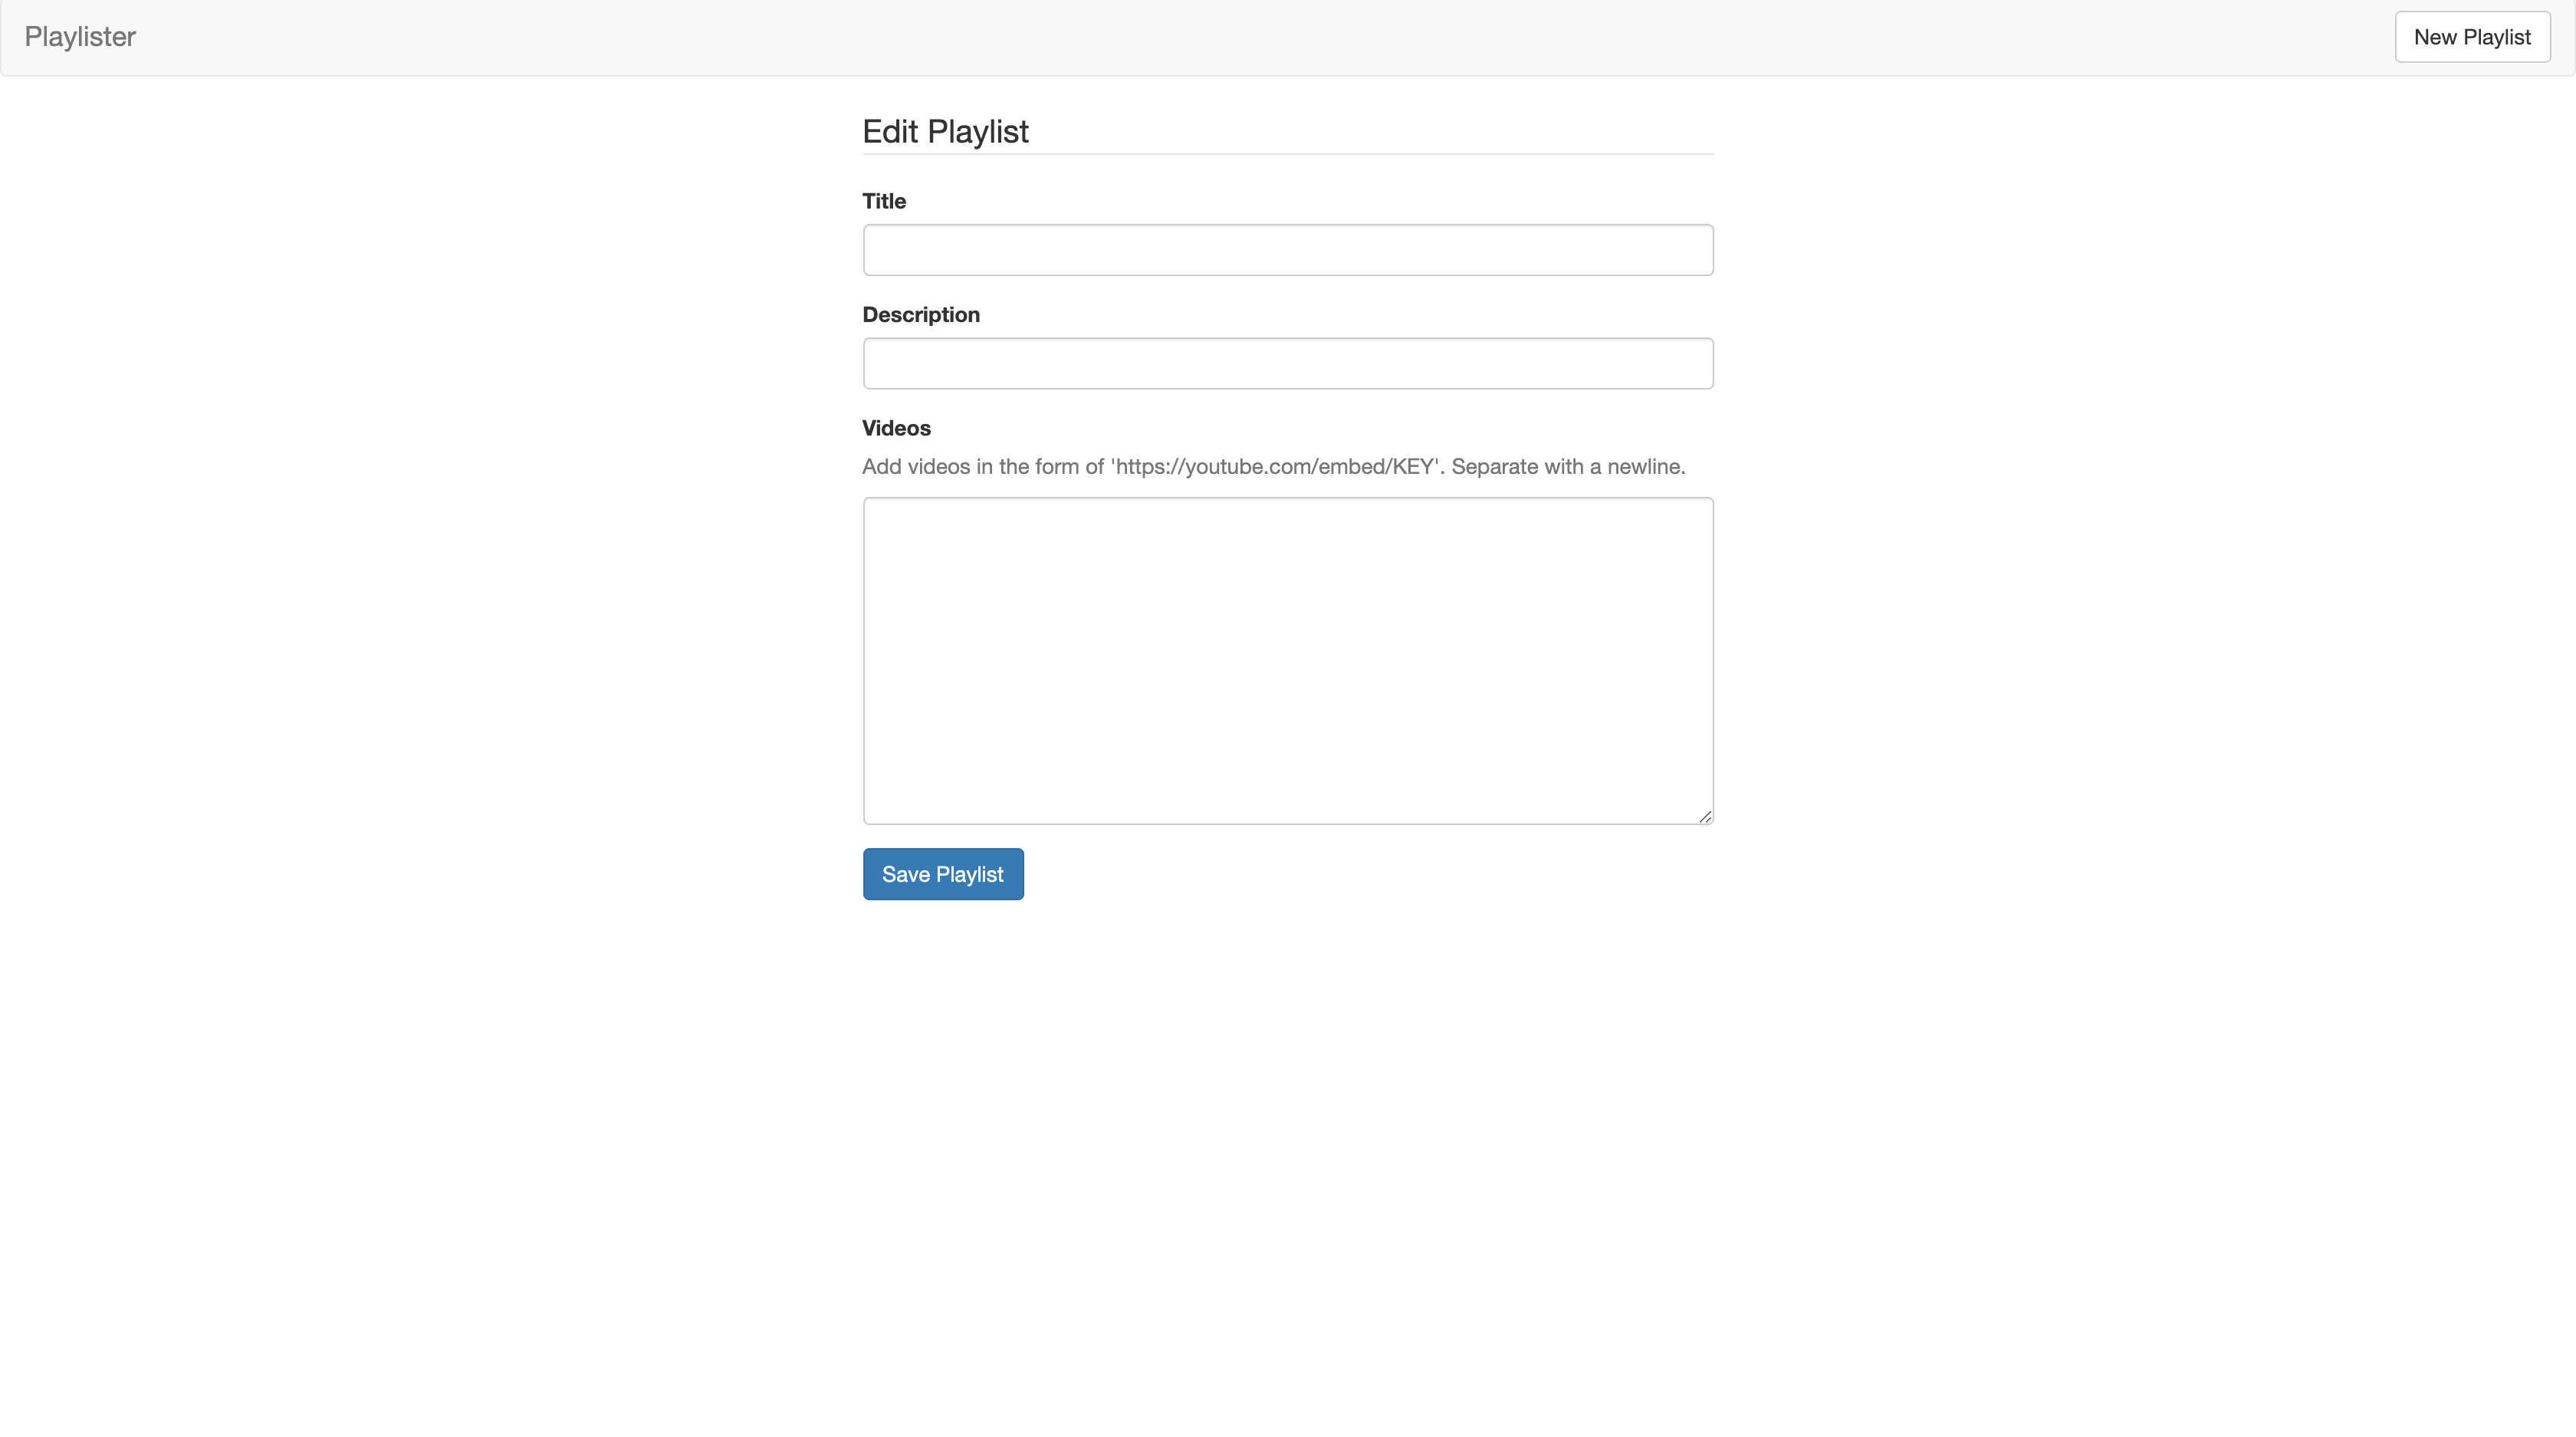 Playlister
New Playlist
Edit Playlist
Title
Description
Videos
Add videos in the form of 'https://youtube.com/embed/KEY'. Separate with a newline.
Save Playlist